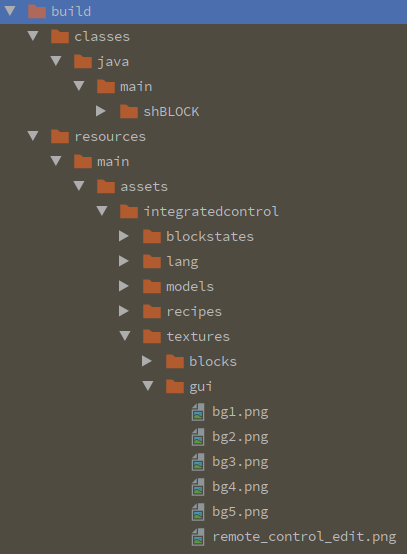 build
classes
java
main
shBLOCK
resources
main
assets
integratedcontrol
blockstates
lang
models
recipes
textures
blocks
gui
bg1.png
bg2.png
bg3.png
bg4.png
bg5.png
remote_control_edit.png